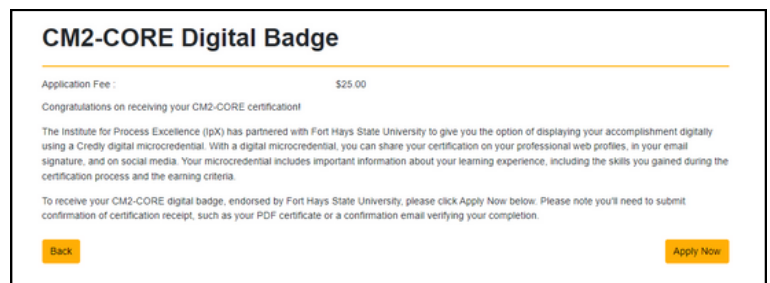 CM2-CORE Digital Badge
Application Fee : $25.00
Congratulations on receiving your CM2-CORE certification!
The Institute for Process Excellence (IpX) has partnered with Fort Hays State University to give you the option of displaying your accomplishment digitally
using a Credly digital microcredential. With a digital microcredential, you can share your certification on your professional web profiles, in your email
signature, and on social media. Your microcredential includes important information about your learning experience, including the skills you gained during the
certification process and the earning criteria.
To receive your CM2-CORE digital badge, endorsed by Fort Hays State University, please click Apply Now below. Please note you'll need to submit
confirmation of certification receipt, such as your PDF certificate or a confirmation email verifying your completion.
Back Apply Now